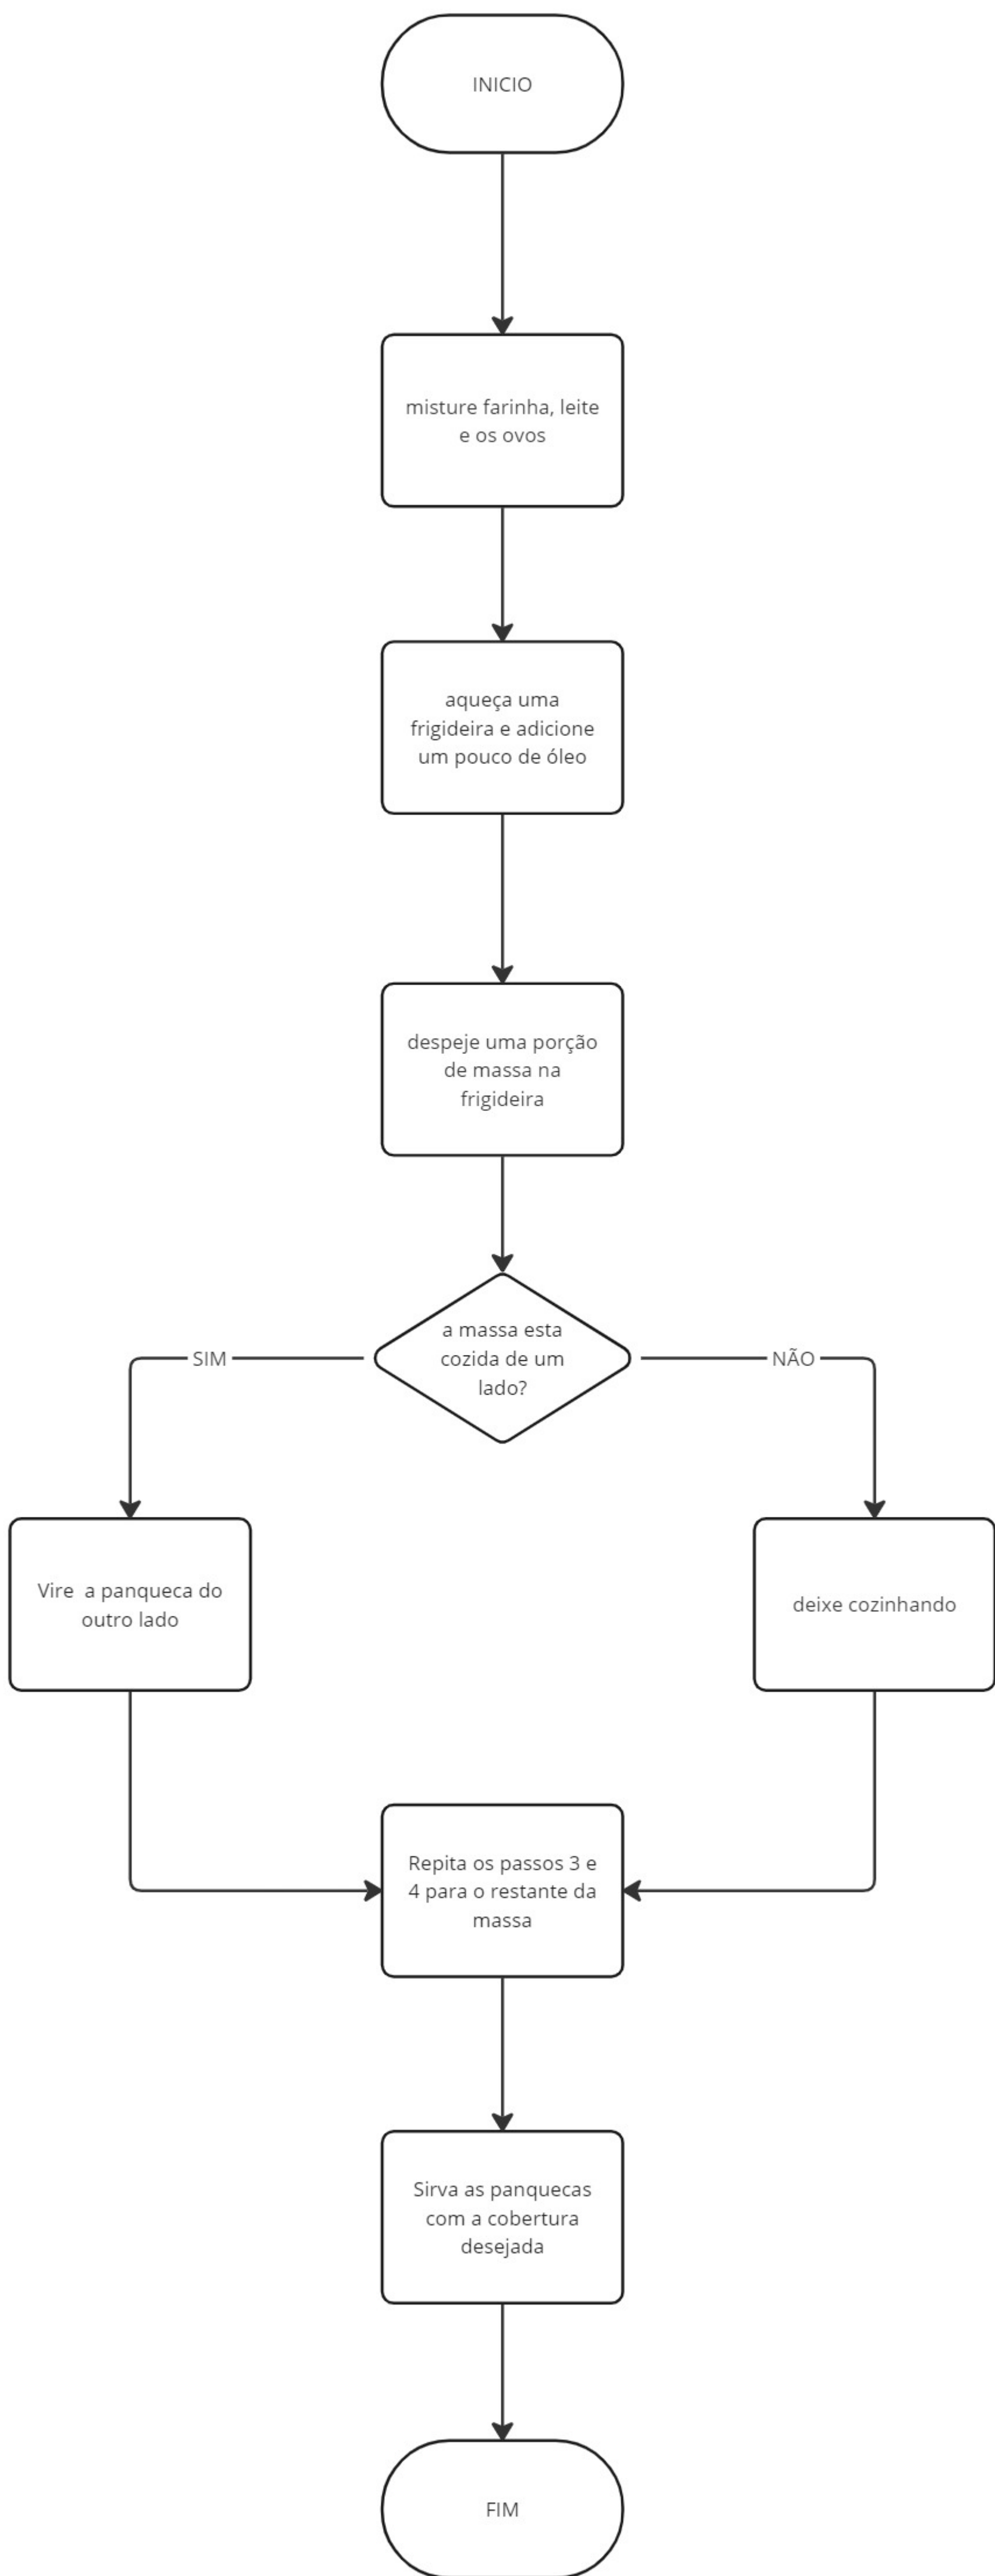 INICIO
misture farinha, leite
e os ovos
aqueça uma
frigideira e adicione
um pouco de óleo
despeje uma porção
de massa na
frigideira
a massa esta
cozida de um
lado?
SIM
NÃO
Vire  a panqueca do
outro lado
deixe cozinhando
Repita os passos 3 e
4 para o restante da
massa
Sirva as panquecas
com a cobertura
desejada
FIM